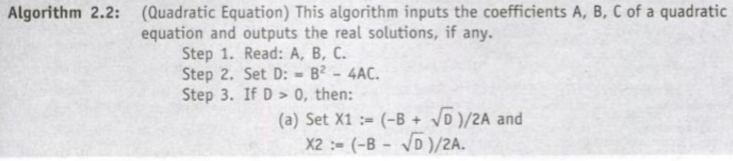 Algorithm 2.2: (Quadratic Equation) This algorithm inputs the coefficients A, B, C of a quadratic
equation and outputs the real solutions, if any.
Step 1. Read: A, B, C.
Step 2. Set D: = B² – 4AC.
Step 3. If D > 0, then:
(a) Set X1 := (-B + √D)/2A and
X2 := (-B – √D)/2A.